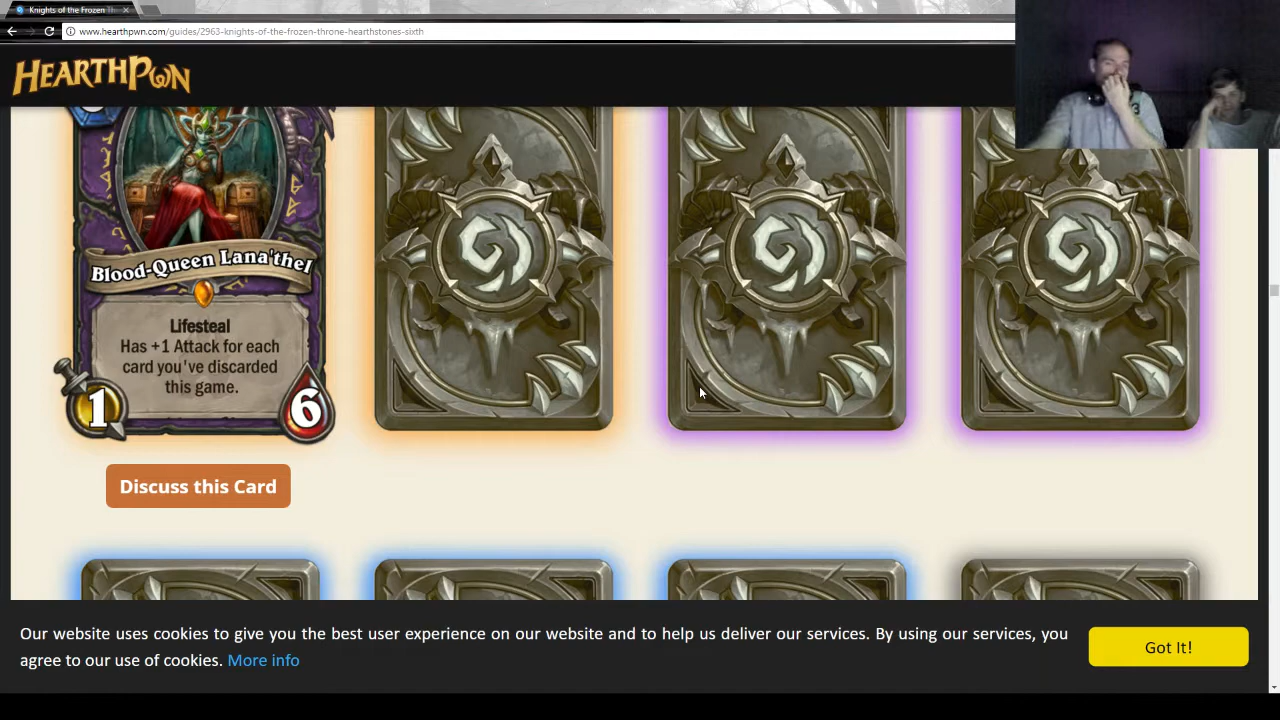 Knights of the Frozen Th
www.hearthpwn.com/guides/2963-knights-of-the-frozen-throne-hearthstones-sixth
HEARTHPWN
Blood-Queen Lana'thel
Lifesteal
Has +1 Attack for each
card you've discarded
this game.
1
6
Discuss this Card
Our website uses cookies to give you the best user experience on our website and to help us deliver our services. By using our services, you
agree to our use of cookies. More info
Got It!